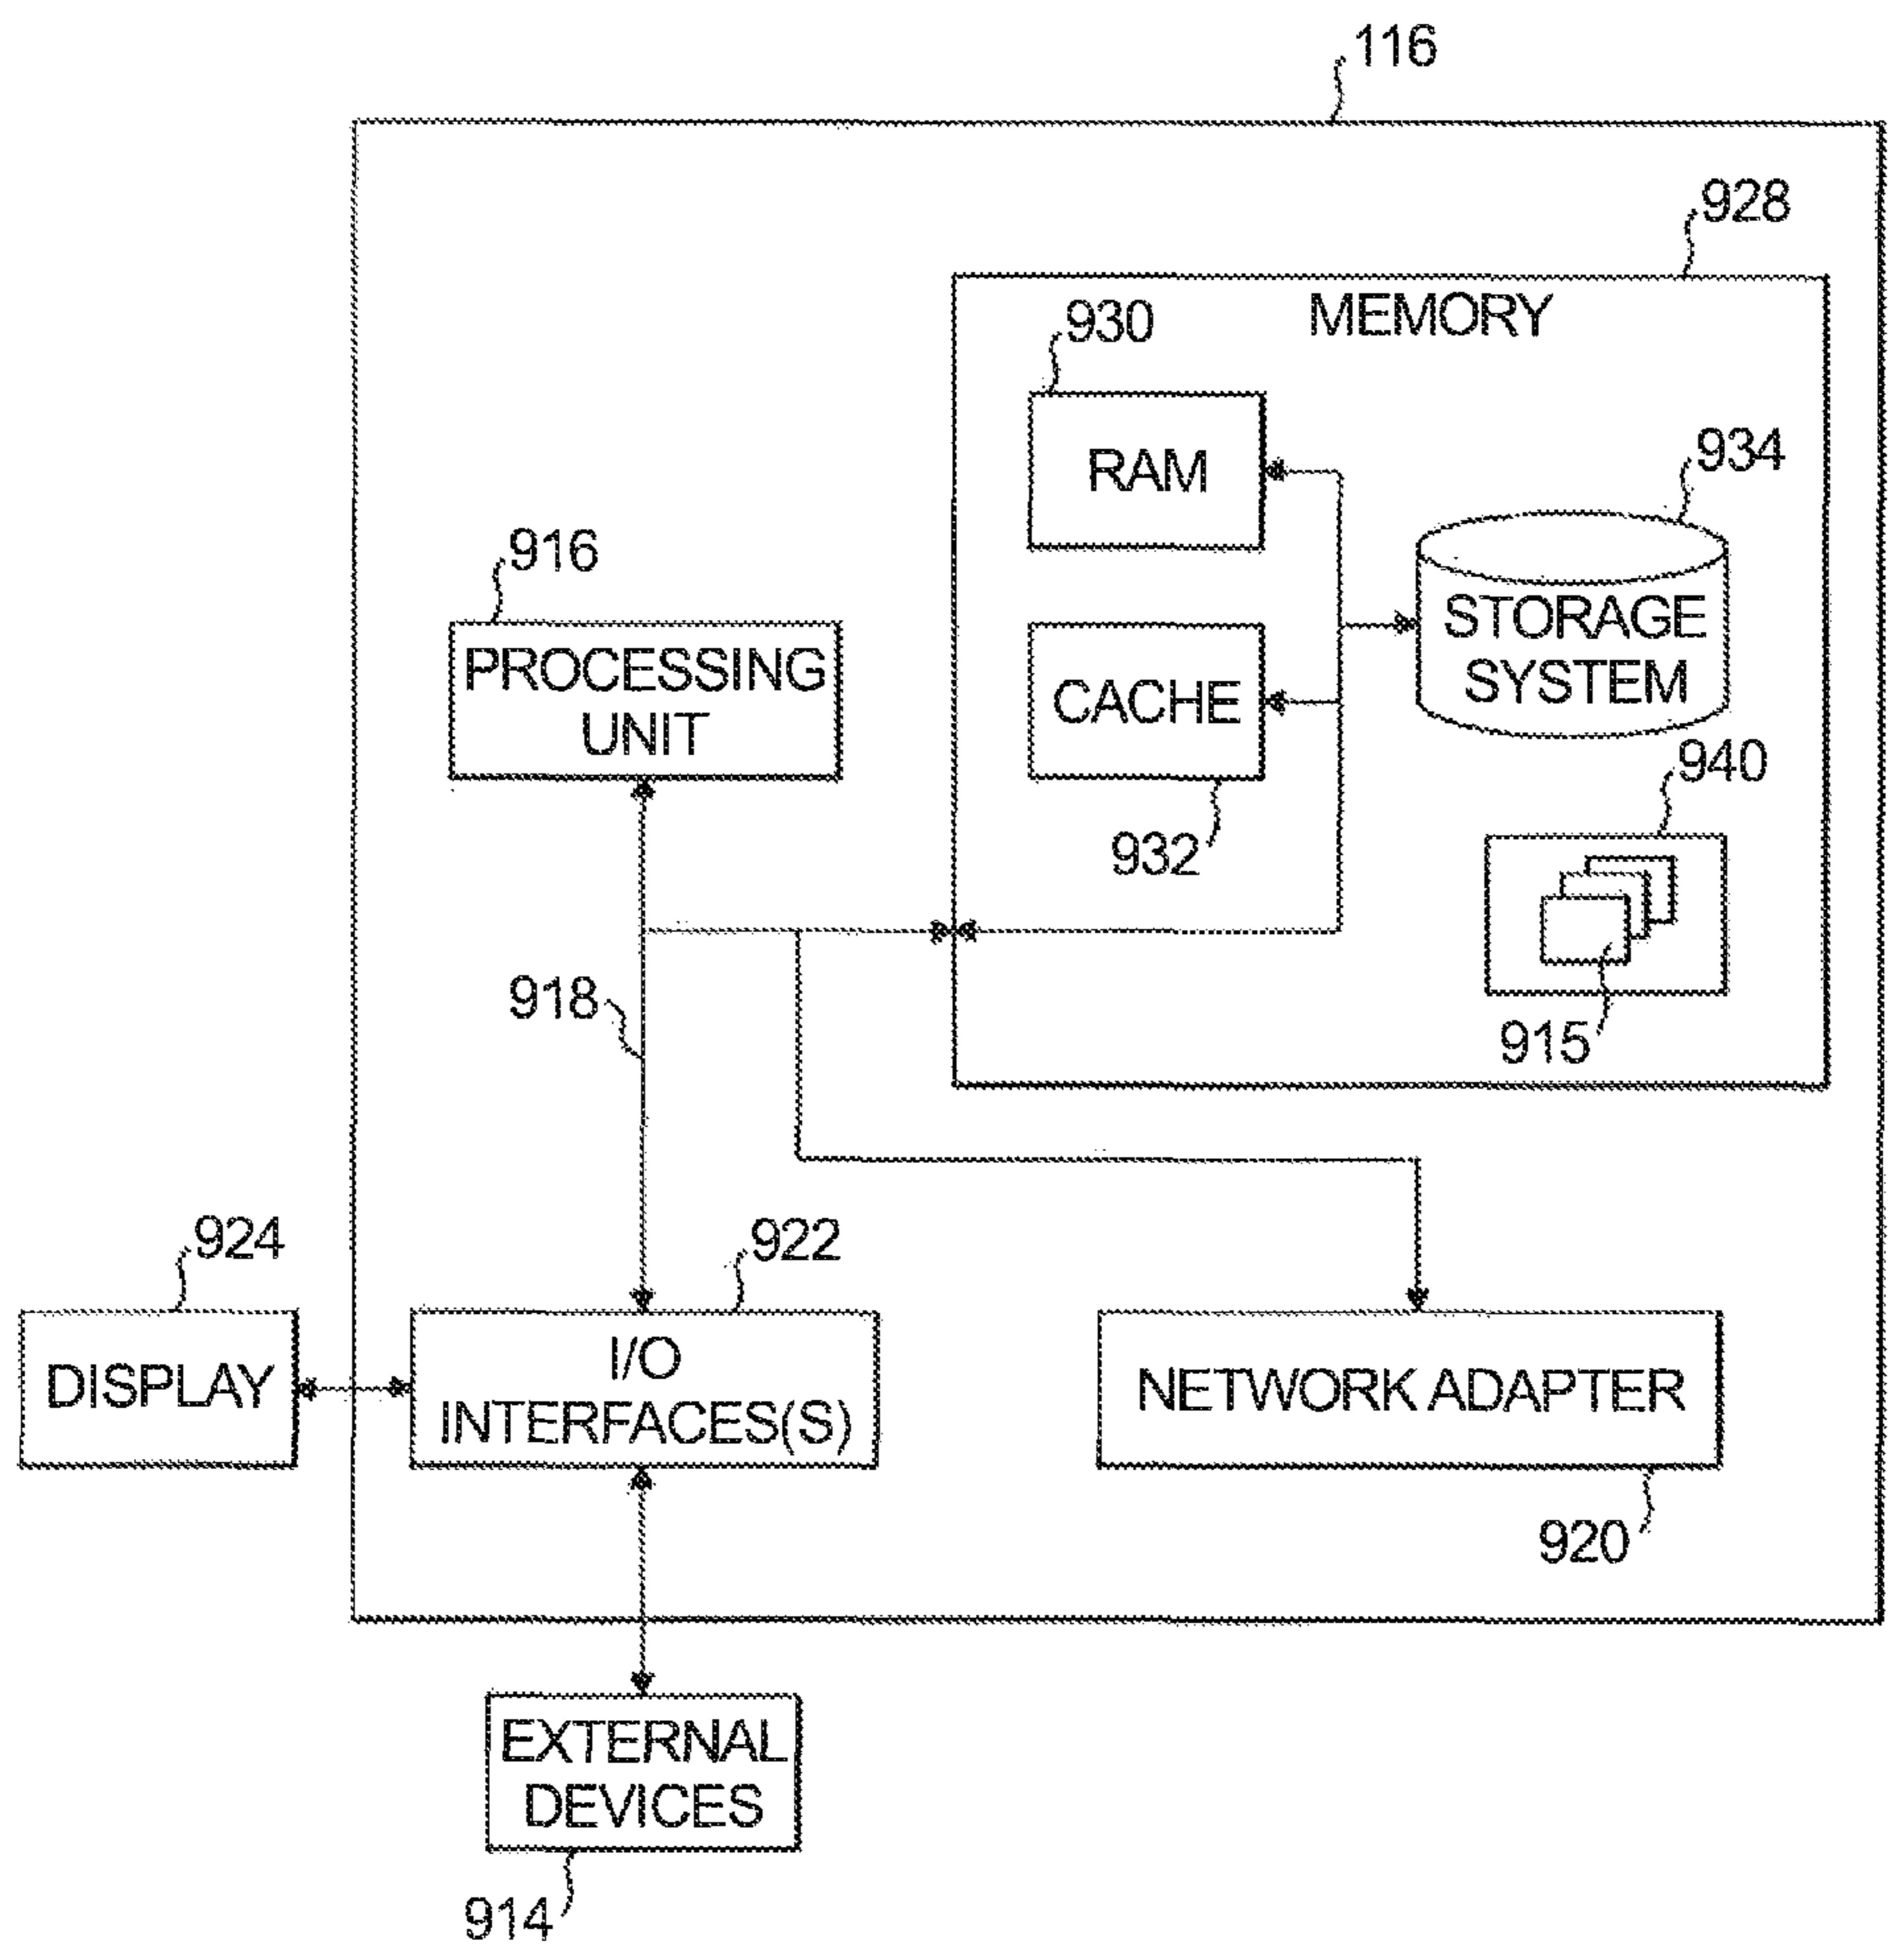 116
928
MEMORY
930
RAM
934
STORAGE
SYSTEM
916
PROCESSING
UNIT
CACHE
932
940
915
918
924
DISPLAY
922
I/O
INTERFACES(S)
NETWORK ADAPTER
920
EXTERNAL
DEVICES
914